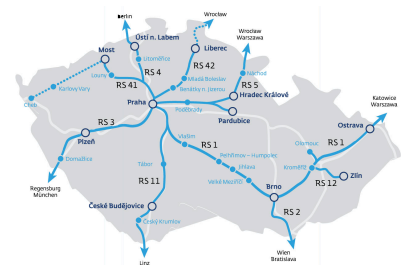 Berlin
Wrocław
Ústí n. Labem
Wrocław
Warszawa
Most
Liberec
Litoměřice
RS 4
RS 42
Louny
Mladá Boleslav
Náchod
Karlovy Vary
RS 41
Benátky n. Jizerou
RS 5
Cheb
Praha
Hradec Králové
Poděbrady
Katowice
Warszawa
RS 3
Pardubice
Ostrava
Plzeň
Vlašim
RS 1
RS 1
Olomouc
Domažlice
Tábor
Pelhřimov – Humpolec
Jihlava
Kroměříž
Zlín
RS 11
Velké Meziříčí
RS 12
Regensburg
München
Brno
České Budějovice
RS 2
Český Krumlov
Wien
Bratislava
Linz